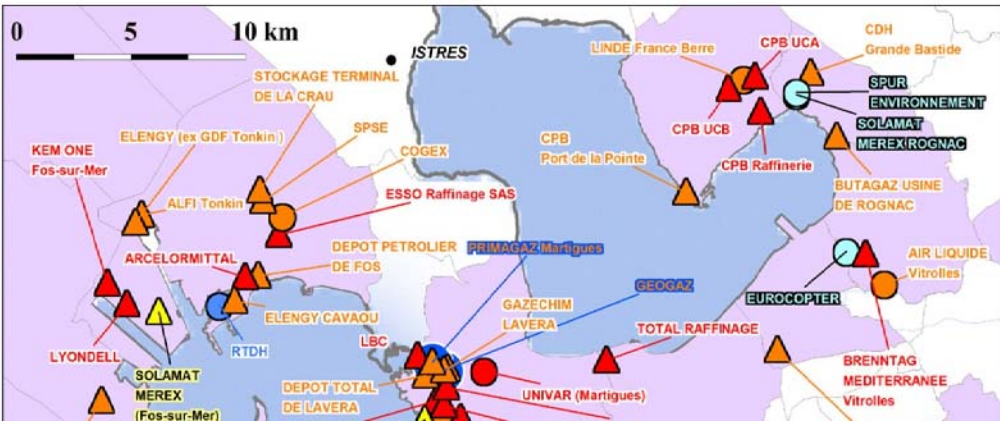 0 5 10 km
ISTRES
STOCKAGE TERMINAL
DE LA CRAU
ELENGY (ex GDF Tonkin )
SPSE
COGEX
KEM ONE
Fos-sur-Mer
ALFI Tonkin
ESSO Raffinage SAS
ARCELORMITTAL
DEPOT PETROLIER
DE FOS
PRIMAGAZ Martigues
ELENGY CAVAOU
GAZECHIM
LAVERA
GEOGAZ
RTDH
LBC
LYONDELL
SOLAMAT
MEREX
(Fos-sur-Mer)
DEPOT TOTAL
DE LAVERA
TOTAL RAFFINAGE
UNIVAR (Martigues)
LINDE France Berre
CPB UCA
CDH
Grande Bastide
SPUR
ENVIRONNEMENT
SOLAMAT
MEREX ROGNAC
CPB UCB
CPB
Port de la Pointe
CPB Raffinerie
BUTAGAZ USINE
DE ROGNAC
AIR LIQUIDE
Vitrolles
EUROCOPTER
BRENNTAG
MEDITERRANEE
Vitrolles